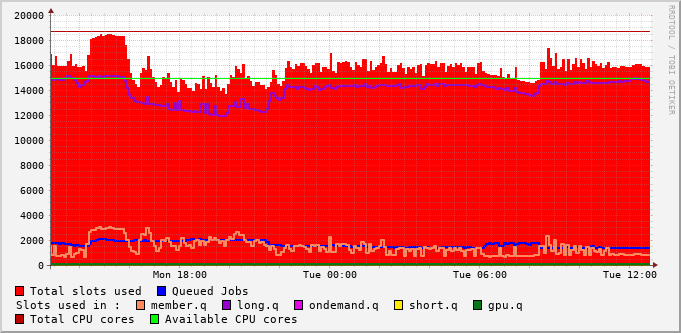 20000
18000
16000
14000
12000
10000
8000
6000
4000
2000
0
Mon 18:00 Tue 00:00 Tue 06:00 Tue 12:00
RRDTOOL / TOBI OETIKER
Total slots used Queued Jobs
Slots used in : member.q long.q ondemand.q short.q gpu.q
Total CPU cores Available CPU cores